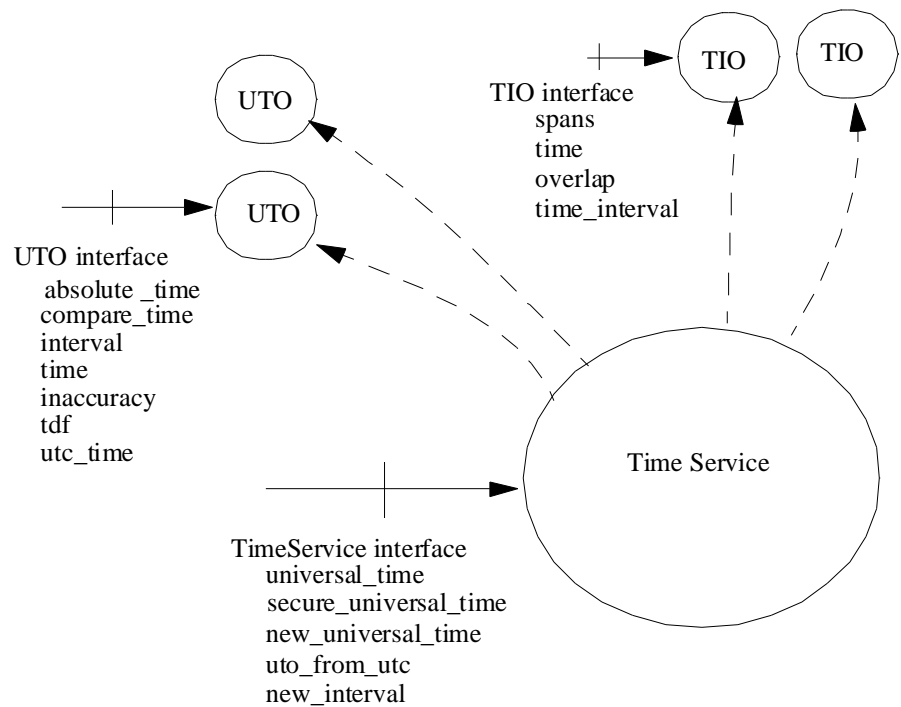 TIO
TIO
UTO
TIO interface
spans
time
overlap
time_interval
UTO
UTO interface
absolute _time
compare_time
interval
time
inaccuracy
tdf
utc_time
Time Service
TimeService interface
universal_time
secure_universal_time
new_universal_time
uto_from_utc
new_interval